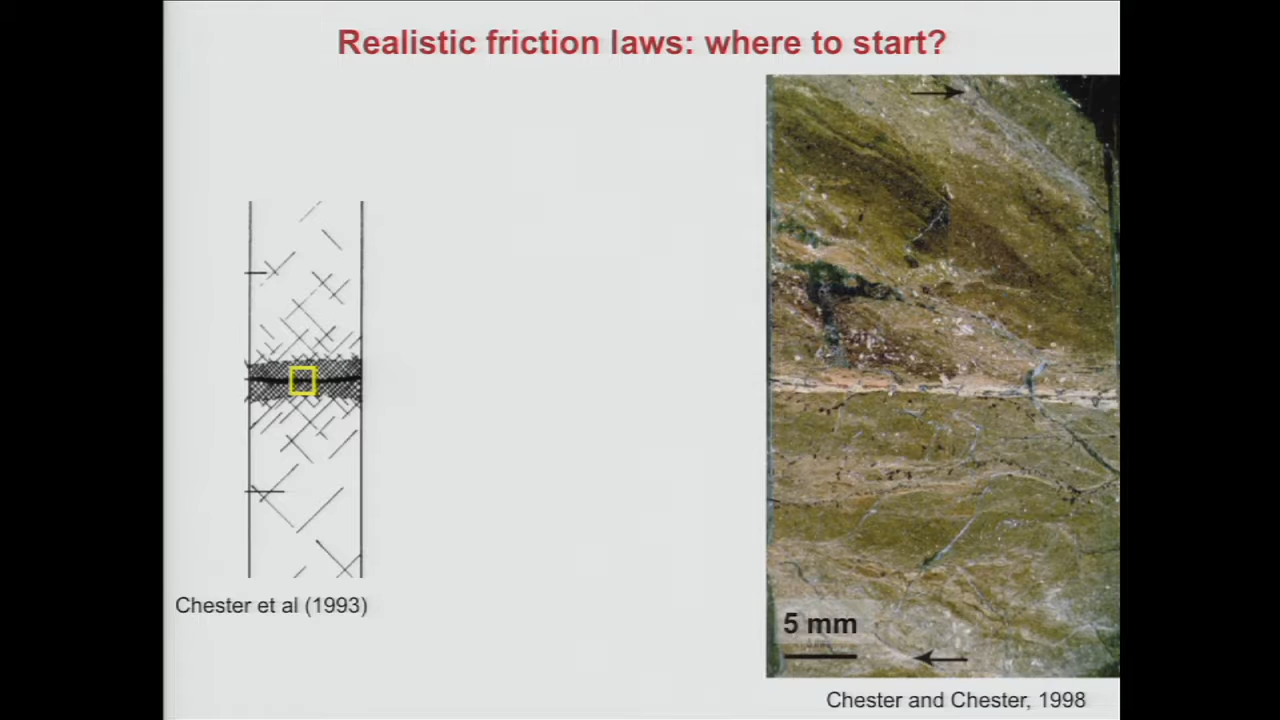 Realistic friction laws: where to start?
Chester et al (1993)
5 mm
Chester and Chester, 1998